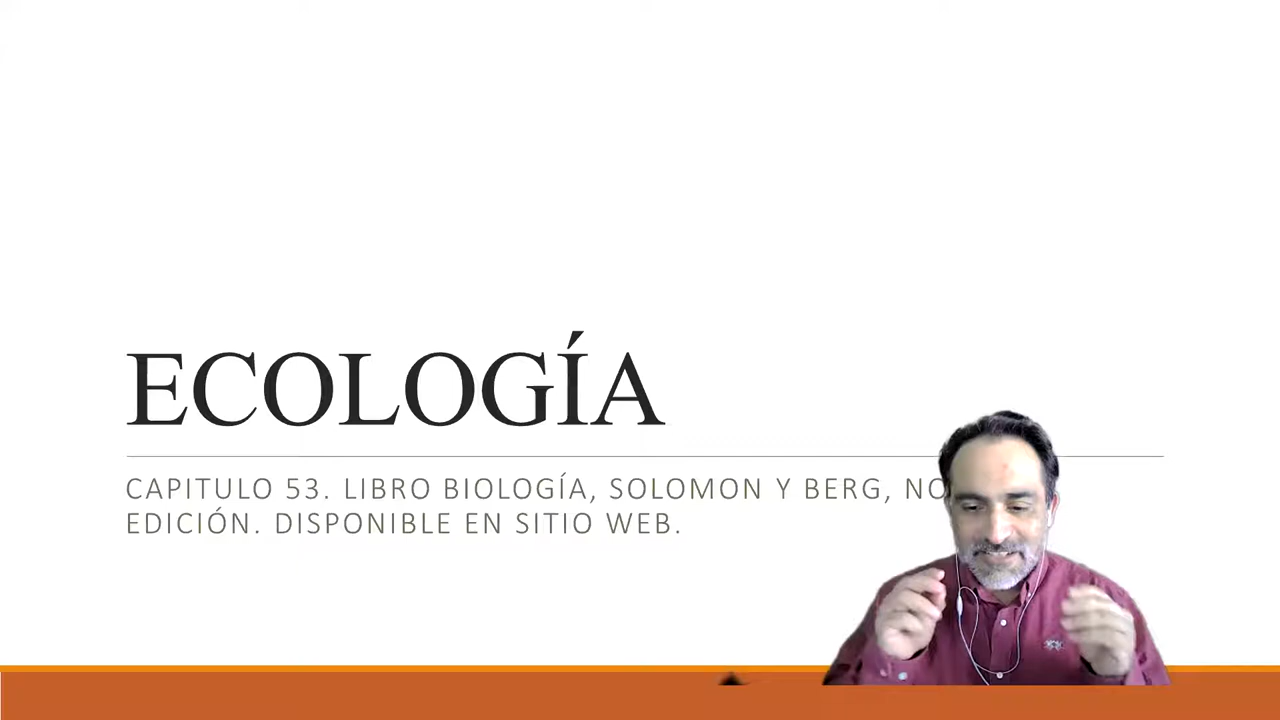 ECOLOGÍA
CAPITULO 53. LIBRO BIOLOGÍA, SOLOMON Y BERG,
EDICIÓN. DISPONIBLE EN SITIO WEB.